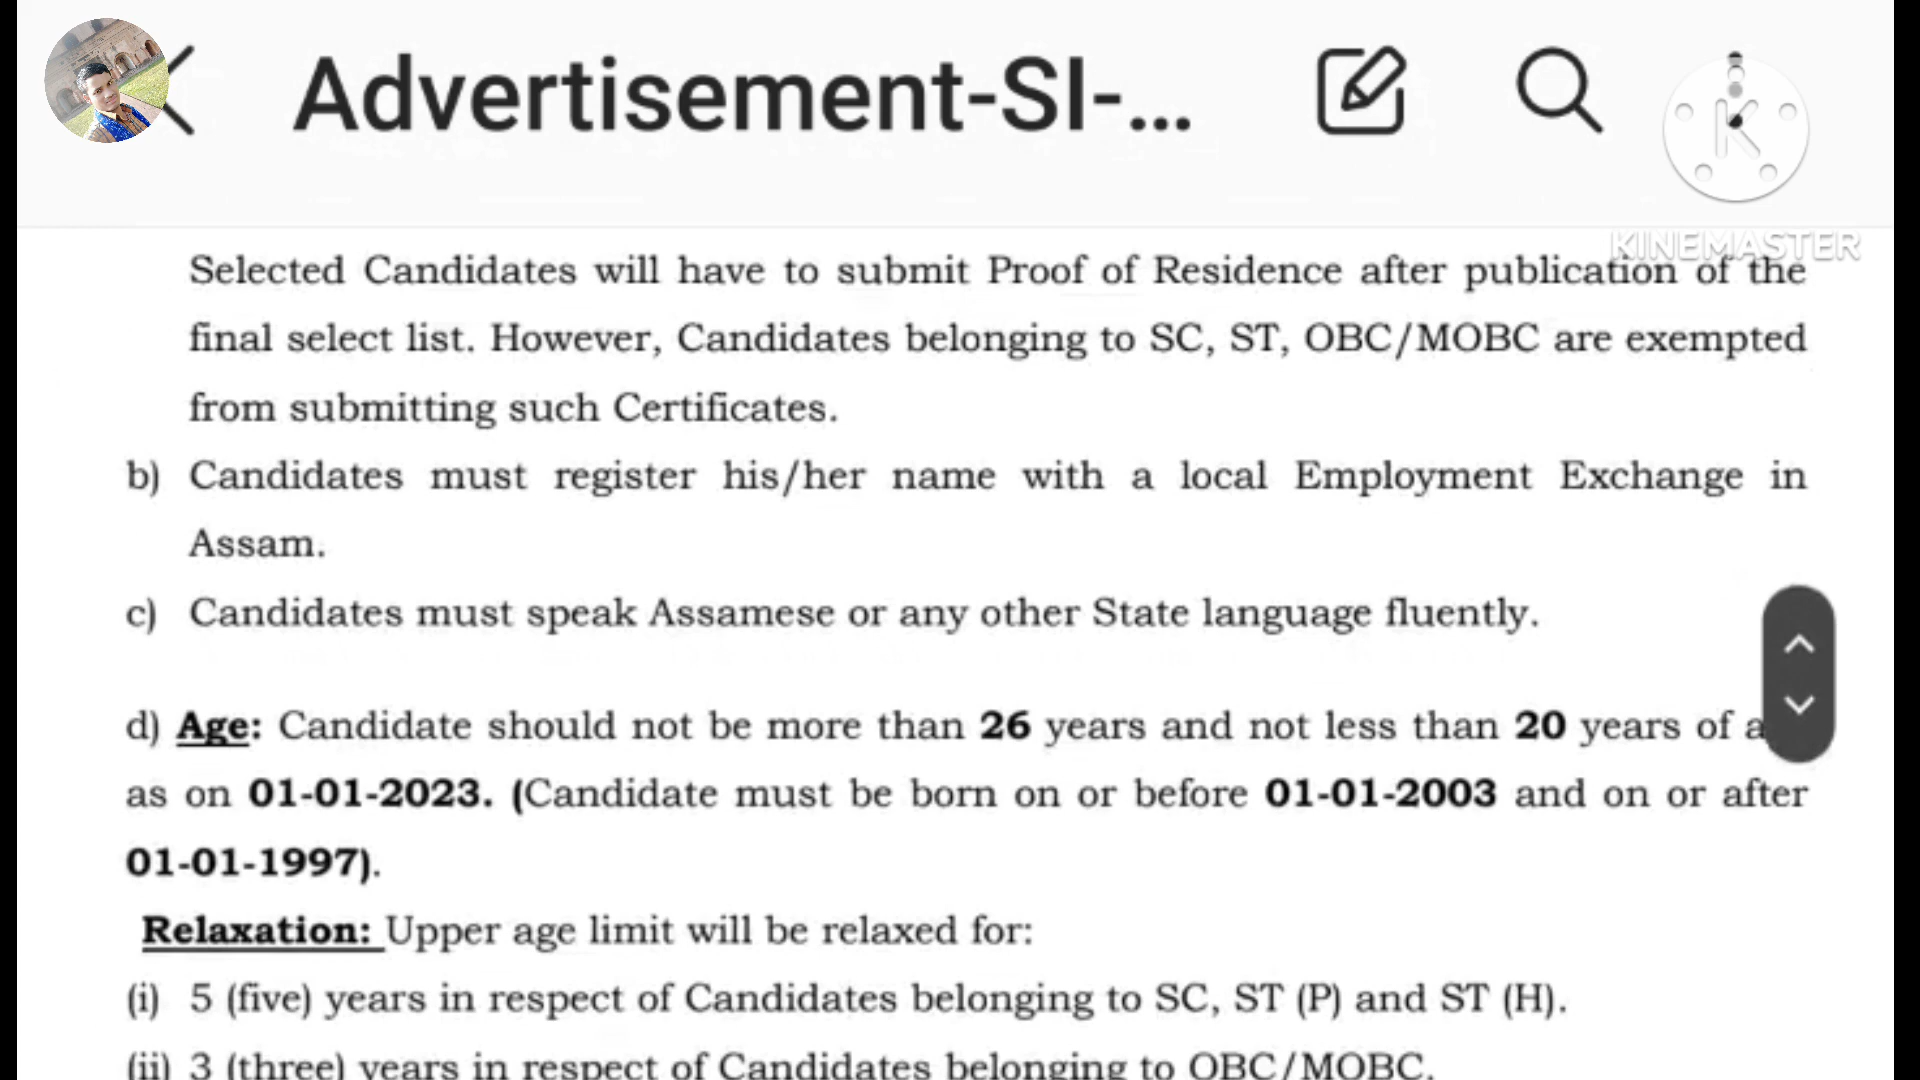 Advertisement-SI-...
KINEMASTER
Selected Candidates will have to submit Proof of Residence after publication of the
final select list. However, Candidates belonging to SC, ST, OBC/MOBC are exempted
from submitting such Certificates.
b) Candidates must register his/her name with a local Employment Exchange in
Assam.
c) Candidates must speak Assamese or any other State language fluently.
d) Age: Candidate should not be more than 26 years and not less than 20 years of
as on 01-01-2023. (Candidate must be born on or before 01-01-2003 and on or after
01-01-1997).
Relaxation: Upper age limit will be relaxed for:
(i) 5 (five) years in respect of Candidates belonging to SC, ST (P) and ST (H).
(ii) 3 (three) years in respect of Candidates belonging to OBC/MOBC.